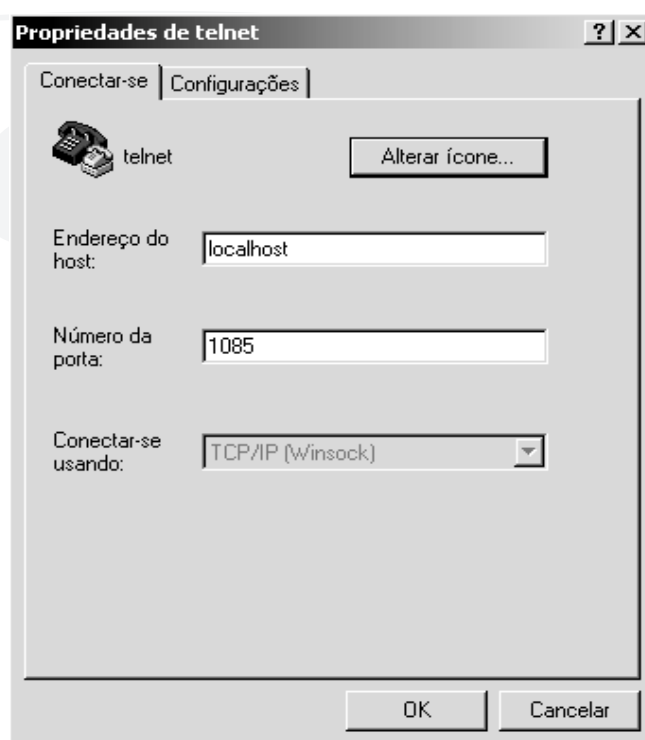 Propriedades de telnet
Conectar-se
Configurações
telnet
Alterar ícone...
Endereço do
host:
localhost
Número da
porta:
1085
Conectar-se
usando:
TCP/IP (Winsock)
OK
Cancelar